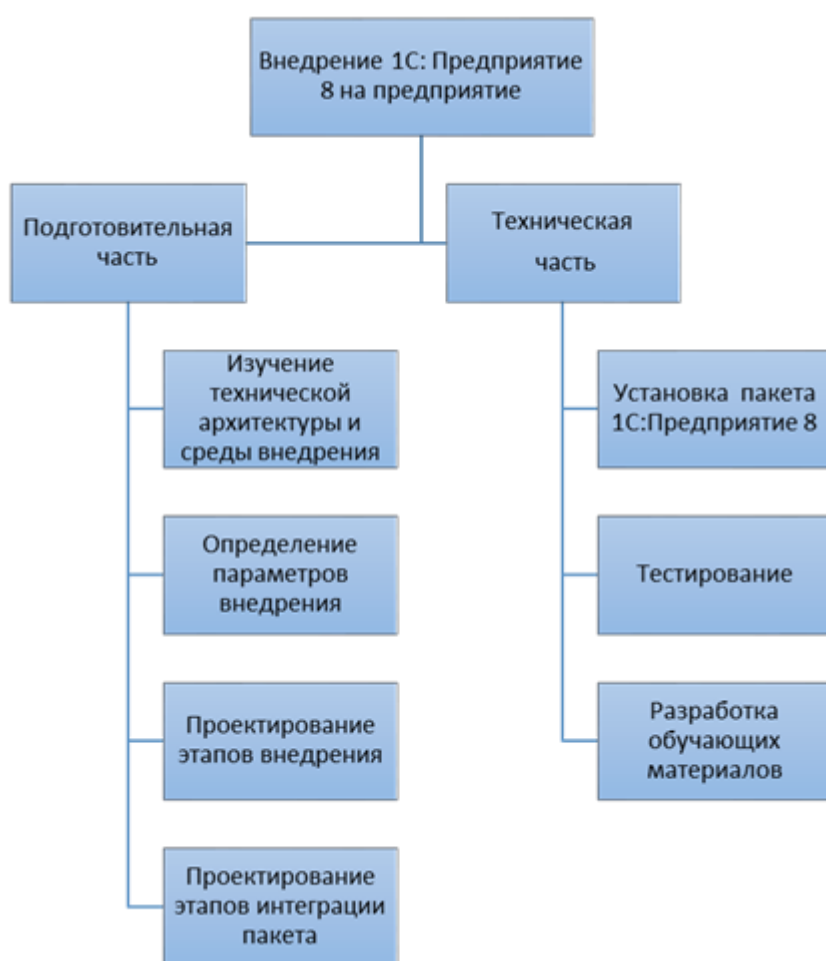 Внедрение 1С: Предприятие
8 на предприятие
Подготовительная
часть
Техническая
часть
Изучение
технической
архитектуры и
среды внедрения
Определение
параметров
внедрения
Проектирование
этапов внедрения
Проектирование
этапов интеграции
пакета
Установка пакета
1С:Предприятие 8
Тестирование
Разработка
обучающих
материалов